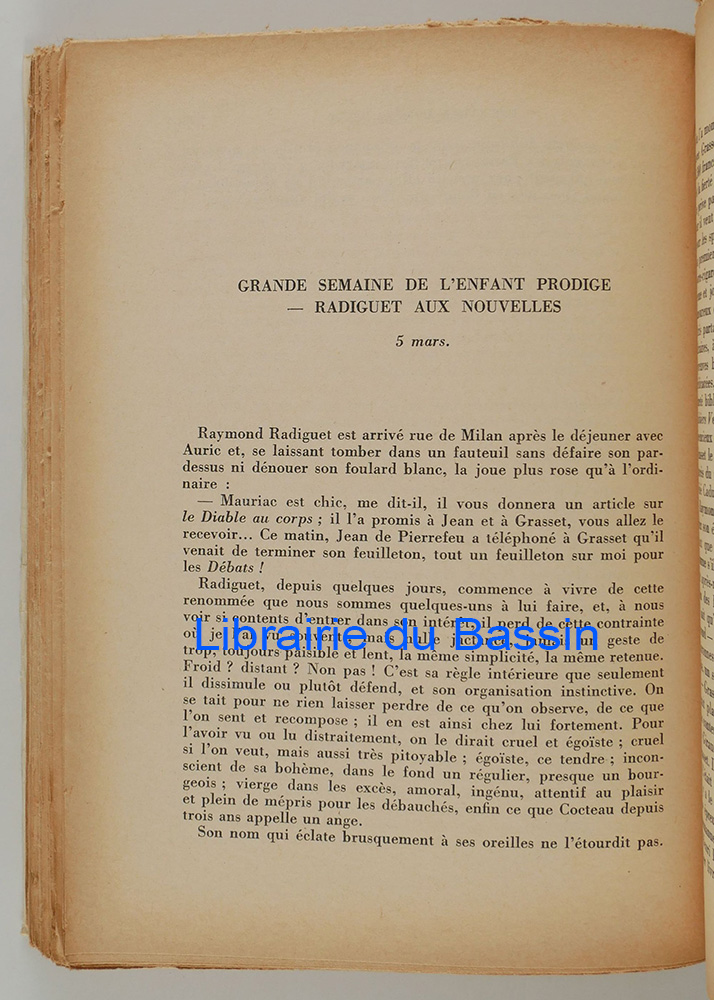 GRANDE SEMAINE DE L'ENFANT PRODIGE
— RADIGUET AUX NOUVELLES
5 mars.
Raymond Radiguet est arrivé rue de Milan après le déjeuner avec
Auric et, se laissant tomber dans un fauteuil sans défaire son par-
dessus ni dénouer son foulard blanc, la joue plus rose qu'à l'ordi-
naire :
— Mauriac est chic, me dit-il, il vous donnera un article sur
le Diable au corps ; il l'a promis à Jean et à Grasset, vous allez le
recevoir... Ce matin, Jean de Pierrefeu a téléphoné à Grasset qu'il
venait de terminer son feuilleton, tout un feuilleton sur moi pour
les Débats !
Radiguet, depuis quelques jours, commence à vivre de cette
renommée que nous sommes quelques-uns à lui faire, et, à nous
voir si contents d'entrer dans son intérêt, il perd de cette contrainte
où je l'ai vu souvent, mais nulle
geste de
Librairie du Bassin
trop, toujours paisible et lent, la même simplicité, la même retenue.
Froid ? distant ? Non pas ! C'est sa règle intérieure que seulement
il dissimule ou plutôt défend, et son organisation instinctive. On
se tait pour ne rien laisser perdre de ce qu'on observe, de ce que
l'on sent et recompose ; il en est ainsi chez lui fortement. Pour
l'avoir vu ou lu distraitement, on le dirait cruel et égoïste ; cruel
si l'on veut, mais aussi très pitoyable ; égoïste, ce tendre ; incon-
scient de sa bohème, dans le fond un régulier, presque un bour-
geois ; vierge dans les excès, amoral, ingénu, attentif au plaisir
et plein de mépris pour les débauchés, enfin ce que Cocteau depuis
trois ans appelle un ange.
Son nom qui éclate brusquement à ses oreilles ne l'étourdit pas.